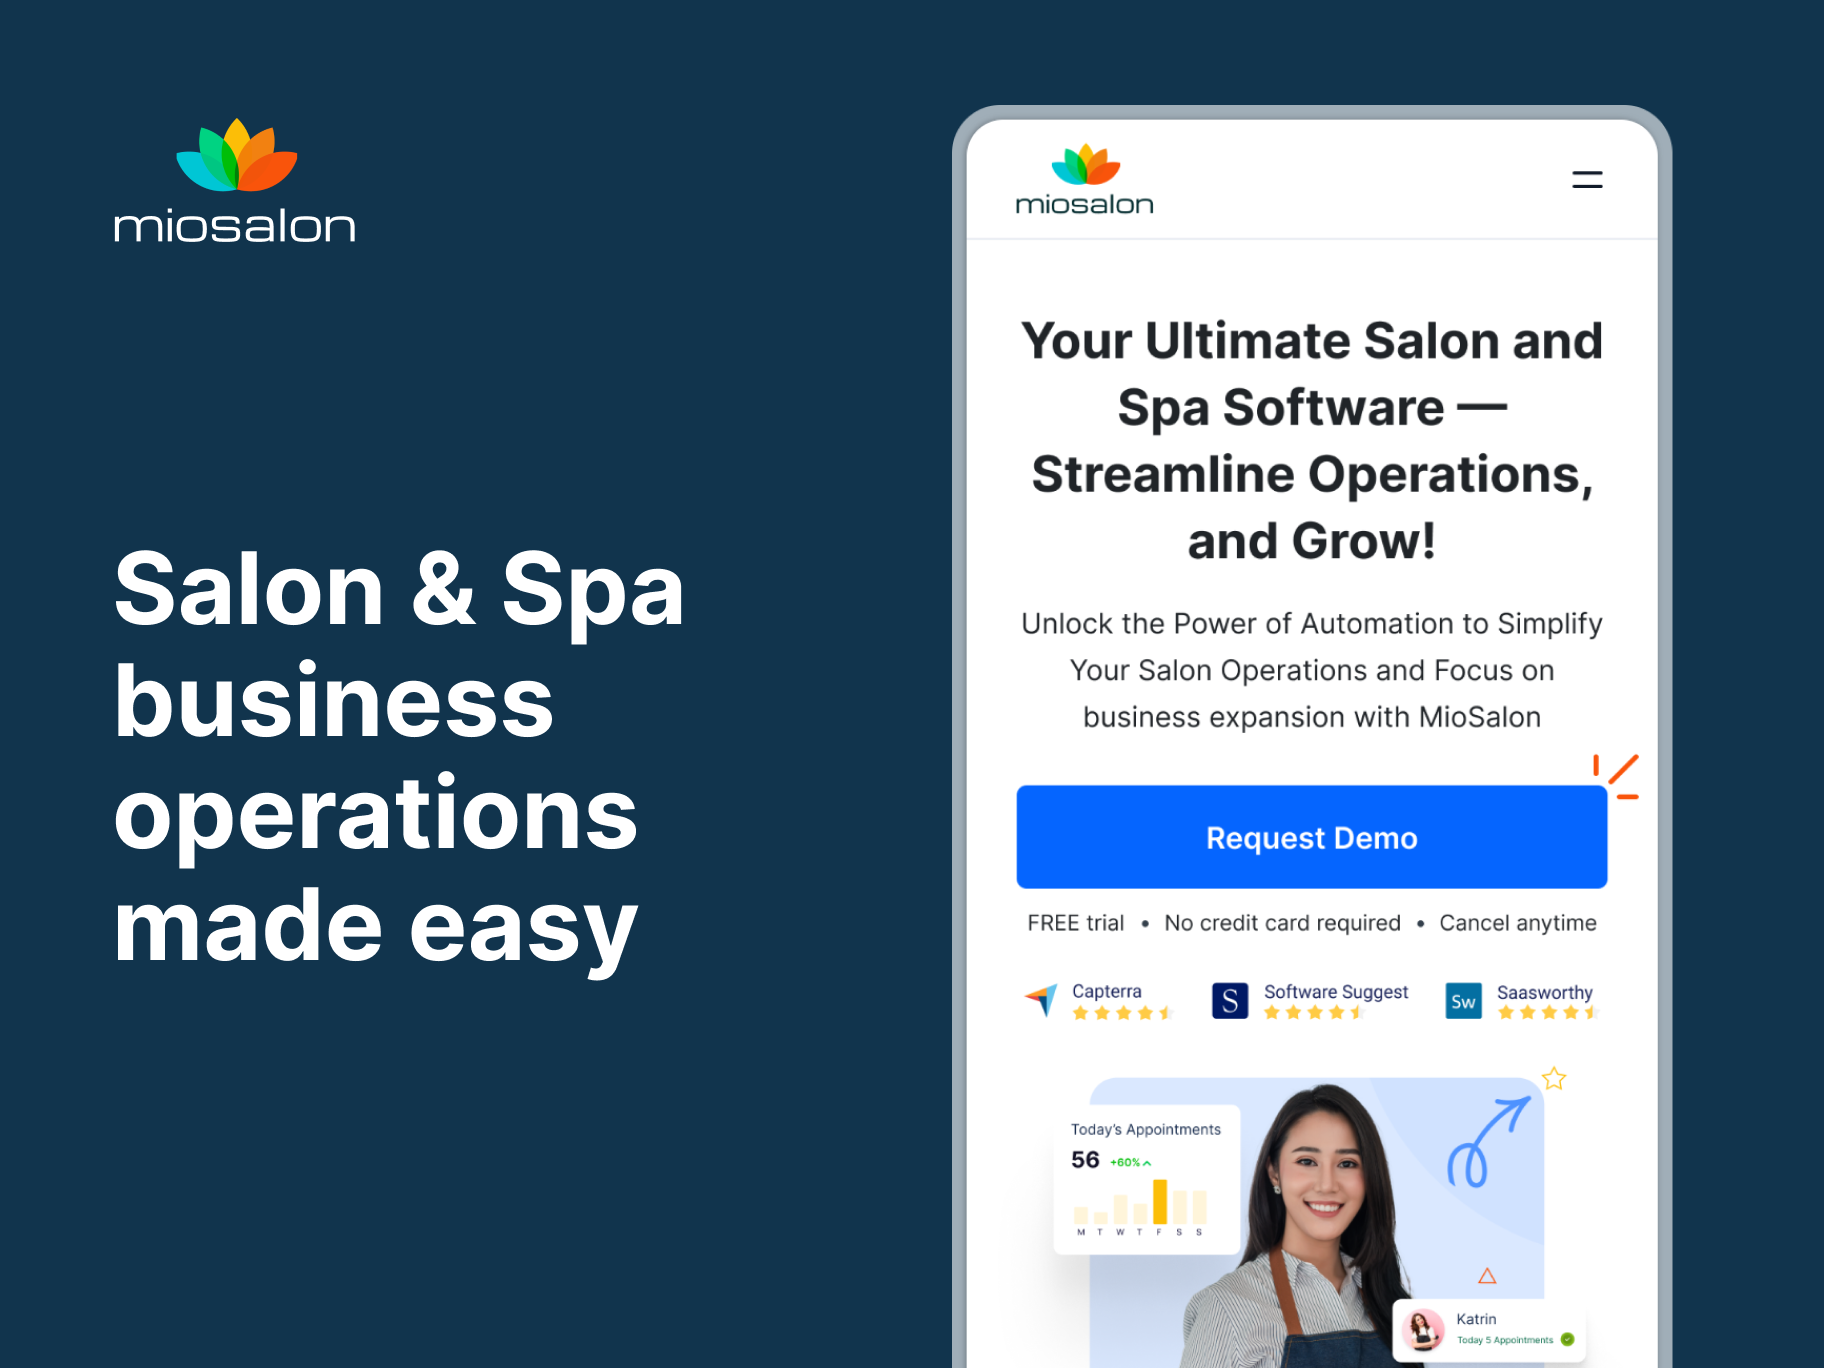 miosalon
Salon & Spa
business
operations
made easy
miosalon
Your Ultimate Salon and
Spa Software —
Streamline Operations,
and Grow!
Unlock the Power of Automation to Simplify
Your Salon Operations and Focus on
business expansion with MioSalon
Request Demo
FREE trial • No credit card required • Cancel anytime
Capterra
S Software Suggest
Sw Saasworthy
Today's Appointments
56 +60%
M T W T F S S
Katrin
Today 5 Appointments